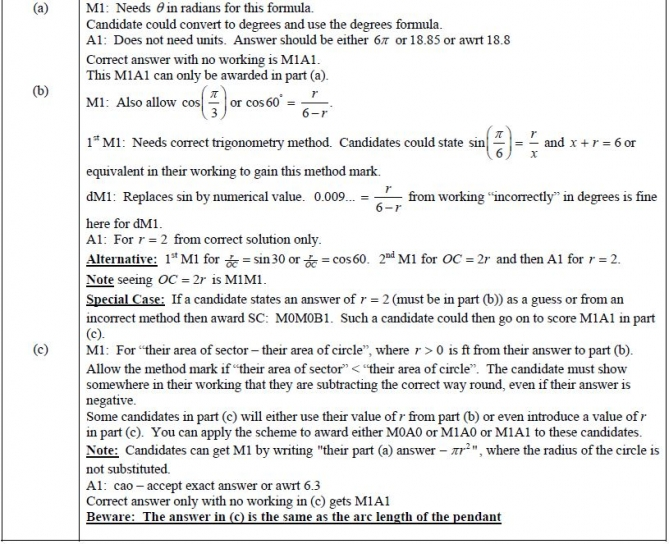 (a) M1: Needs θ in radians for this formula.
Candidate could convert to degrees and use the degrees formula.
A1: Does not need units. Answer should be either 6π or 18.85 or awrt 18.8
Correct answer with no working is M1A1.
This M1A1 can only be awarded in part (a).
(b) M1: Also allow cos(π/3) or cos 60° = r/(6−r).
1st M1: Needs correct trigonometry method. Candidates could state sin(π/6) = r/x and x + r = 6 or
equivalent in their working to gain this method mark.
dM1: Replaces sin by numerical value. 0.009... = r/(6−r) from working "incorrectly" in degrees is fine
here for dM1.
A1: For r = 2 from correct solution only.
Alternative: 1st M1 for r/OC = sin 30 or r/OC = cos 60. 2nd M1 for OC = 2r and then A1 for r = 2.
Note seeing OC = 2r is M1M1.
Special Case: If a candidate states an answer of r = 2 (must be in part (b)) as a guess or from an
incorrect method then award SC: M0M0B1. Such a candidate could then go on to score M1A1 in part
(c).
(c) M1: For "their area of sector – their area of circle", where r > 0 is ft from their answer to part (b).
Allow the method mark if "their area of sector" < "their area of circle". The candidate must show
somewhere in their working that they are subtracting the correct way round, even if their answer is
negative.
Some candidates in part (c) will either use their value of r from part (b) or even introduce a value of r
in part (c). You can apply the scheme to award either M0A0 or M1A0 or M1A1 to these candidates.
Note: Candidates can get M1 by writing "their part (a) answer − πr²", where the radius of the circle is
not substituted.
A1: cao – accept exact answer or awrt 6.3
Correct answer only with no working in (c) gets M1A1
Beware: The answer in (c) is the same as the arc length of the pendant